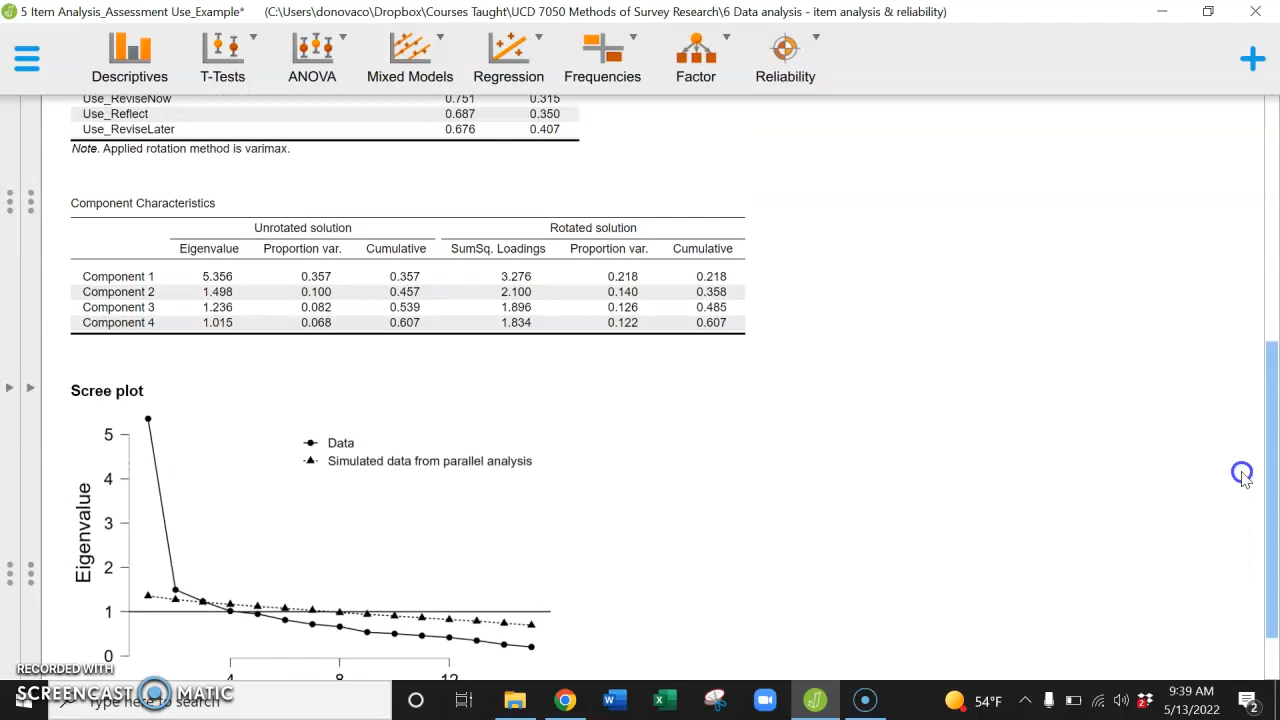 5 Item Analysis_Assessment Use_Example* (C:\Users\donovaco\Dropbox\Courses Taught\UCD 7050 Methods of Survey Research\6 Data analysis - item analysis & reliability)
Descriptives T-Tests ANOVA Mixed Models Regression Frequencies Factor Reliability
Use_ReviseNow 0.751 0.315
Use_Reflect 0.687 0.350
Use_ReviseLater 0.676 0.407
Note. Applied rotation method is varimax.
Component Characteristics
Unrotated solution Rotated solution
Eigenvalue Proportion var. Cumulative SumSq. Loadings Proportion var. Cumulative
Component 1 5.356 0.357 0.357 3.276 0.218 0.218
Component 2 1.498 0.100 0.457 2.100 0.140 0.358
Component 3 1.236 0.082 0.539 1.896 0.126 0.485
Component 4 1.015 0.068 0.607 1.834 0.122 0.607
Scree plot
Data
Simulated data from parallel analysis
Eigenvalue
5
4
3
2
1
0
4 8 12
RECORDED WITH
SCREENCAST MATIC
Type here to search
54°F
9:39 AM
5/13/2022
2